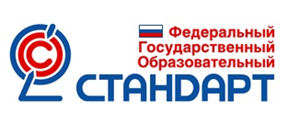 Федеральный
Государственный
Образовательный
СТАНДАРТ